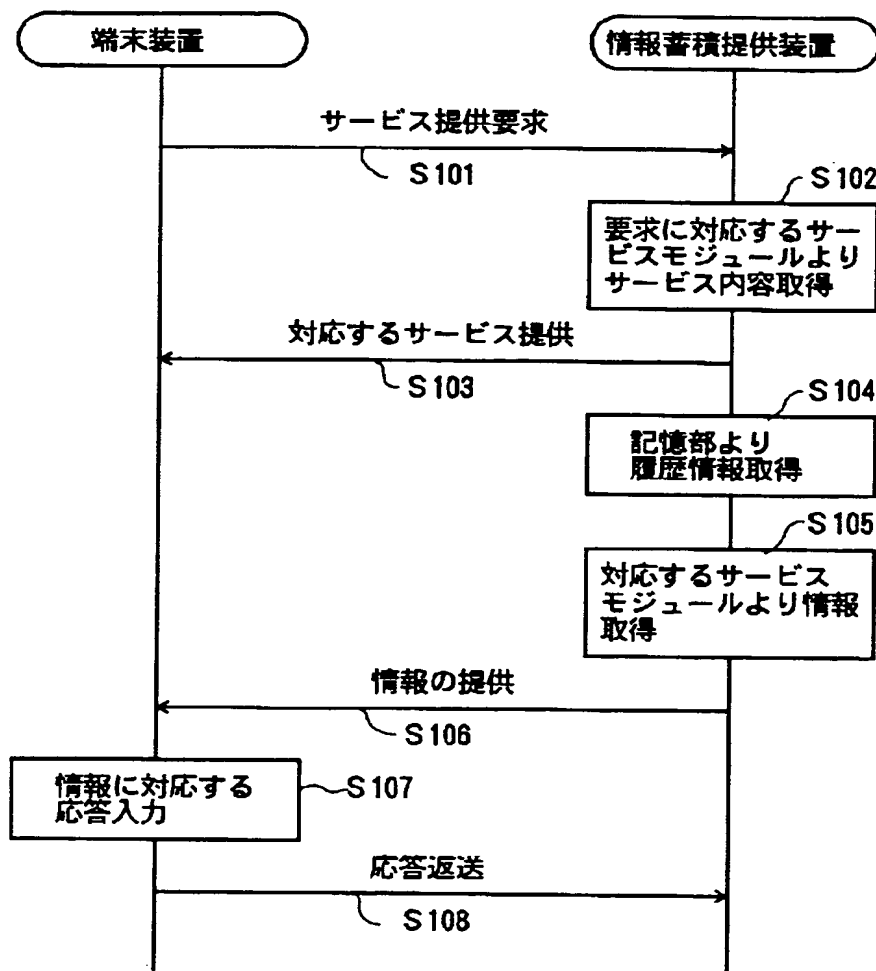 端末装置
情報蓄積提供装置
サービス提供要求
S101
S102
要求に対応するサー
ビスモジュールより
サービス内容取得
対応するサービス提供
S103
S104
記憶部より
履歴情報取得
S105
対応するサービス
モジュールより情報
取得
情報の提供
S106
情報に対応する
応答入力
S107
応答返送
S108